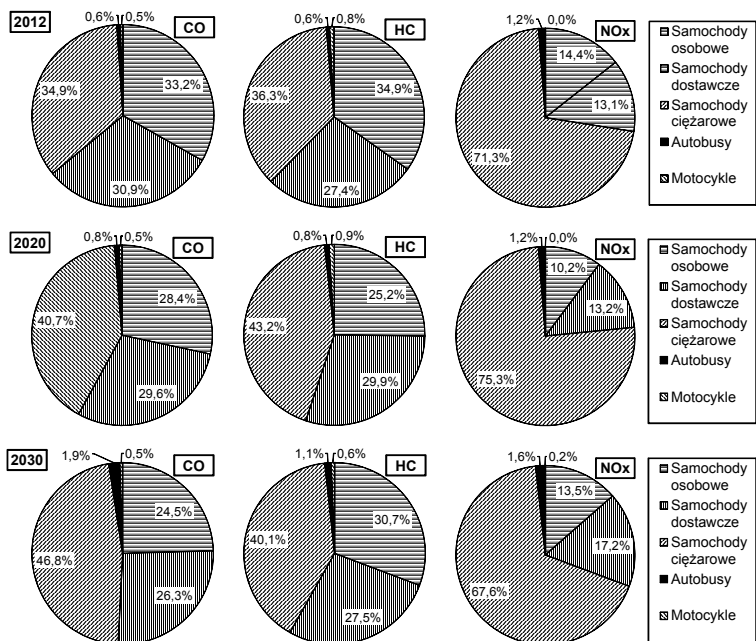 2012
CO
0,6%
0,5%
33,2%
30,9%
34,9%
HC
0,6%
0,8%
34,9%
27,4%
36,3%
NOx
1,2%
0,0%
14,4%
13,1%
71,3%
Samochody
osobowe
Samochody
dostawcze
Samochody
ciężarowe
Autobusy
Motocykle
2020
CO
0,8%
0,5%
28,4%
29,6%
40,7%
HC
0,8%
0,9%
25,2%
29,9%
43,2%
NOx
1,2%
0,0%
10,2%
13,2%
75,3%
Samochody
osobowe
Samochody
dostawcze
Samochody
ciężarowe
Autobusy
Motocykle
2030
CO
1,9%
0,5%
24,5%
26,3%
46,8%
HC
1,1%
0,6%
30,7%
27,5%
40,1%
NOx
1,6%
0,2%
13,5%
17,2%
67,6%
Samochody
osobowe
Samochody
dostawcze
Samochody
ciężarowe
Autobusy
Motocykle